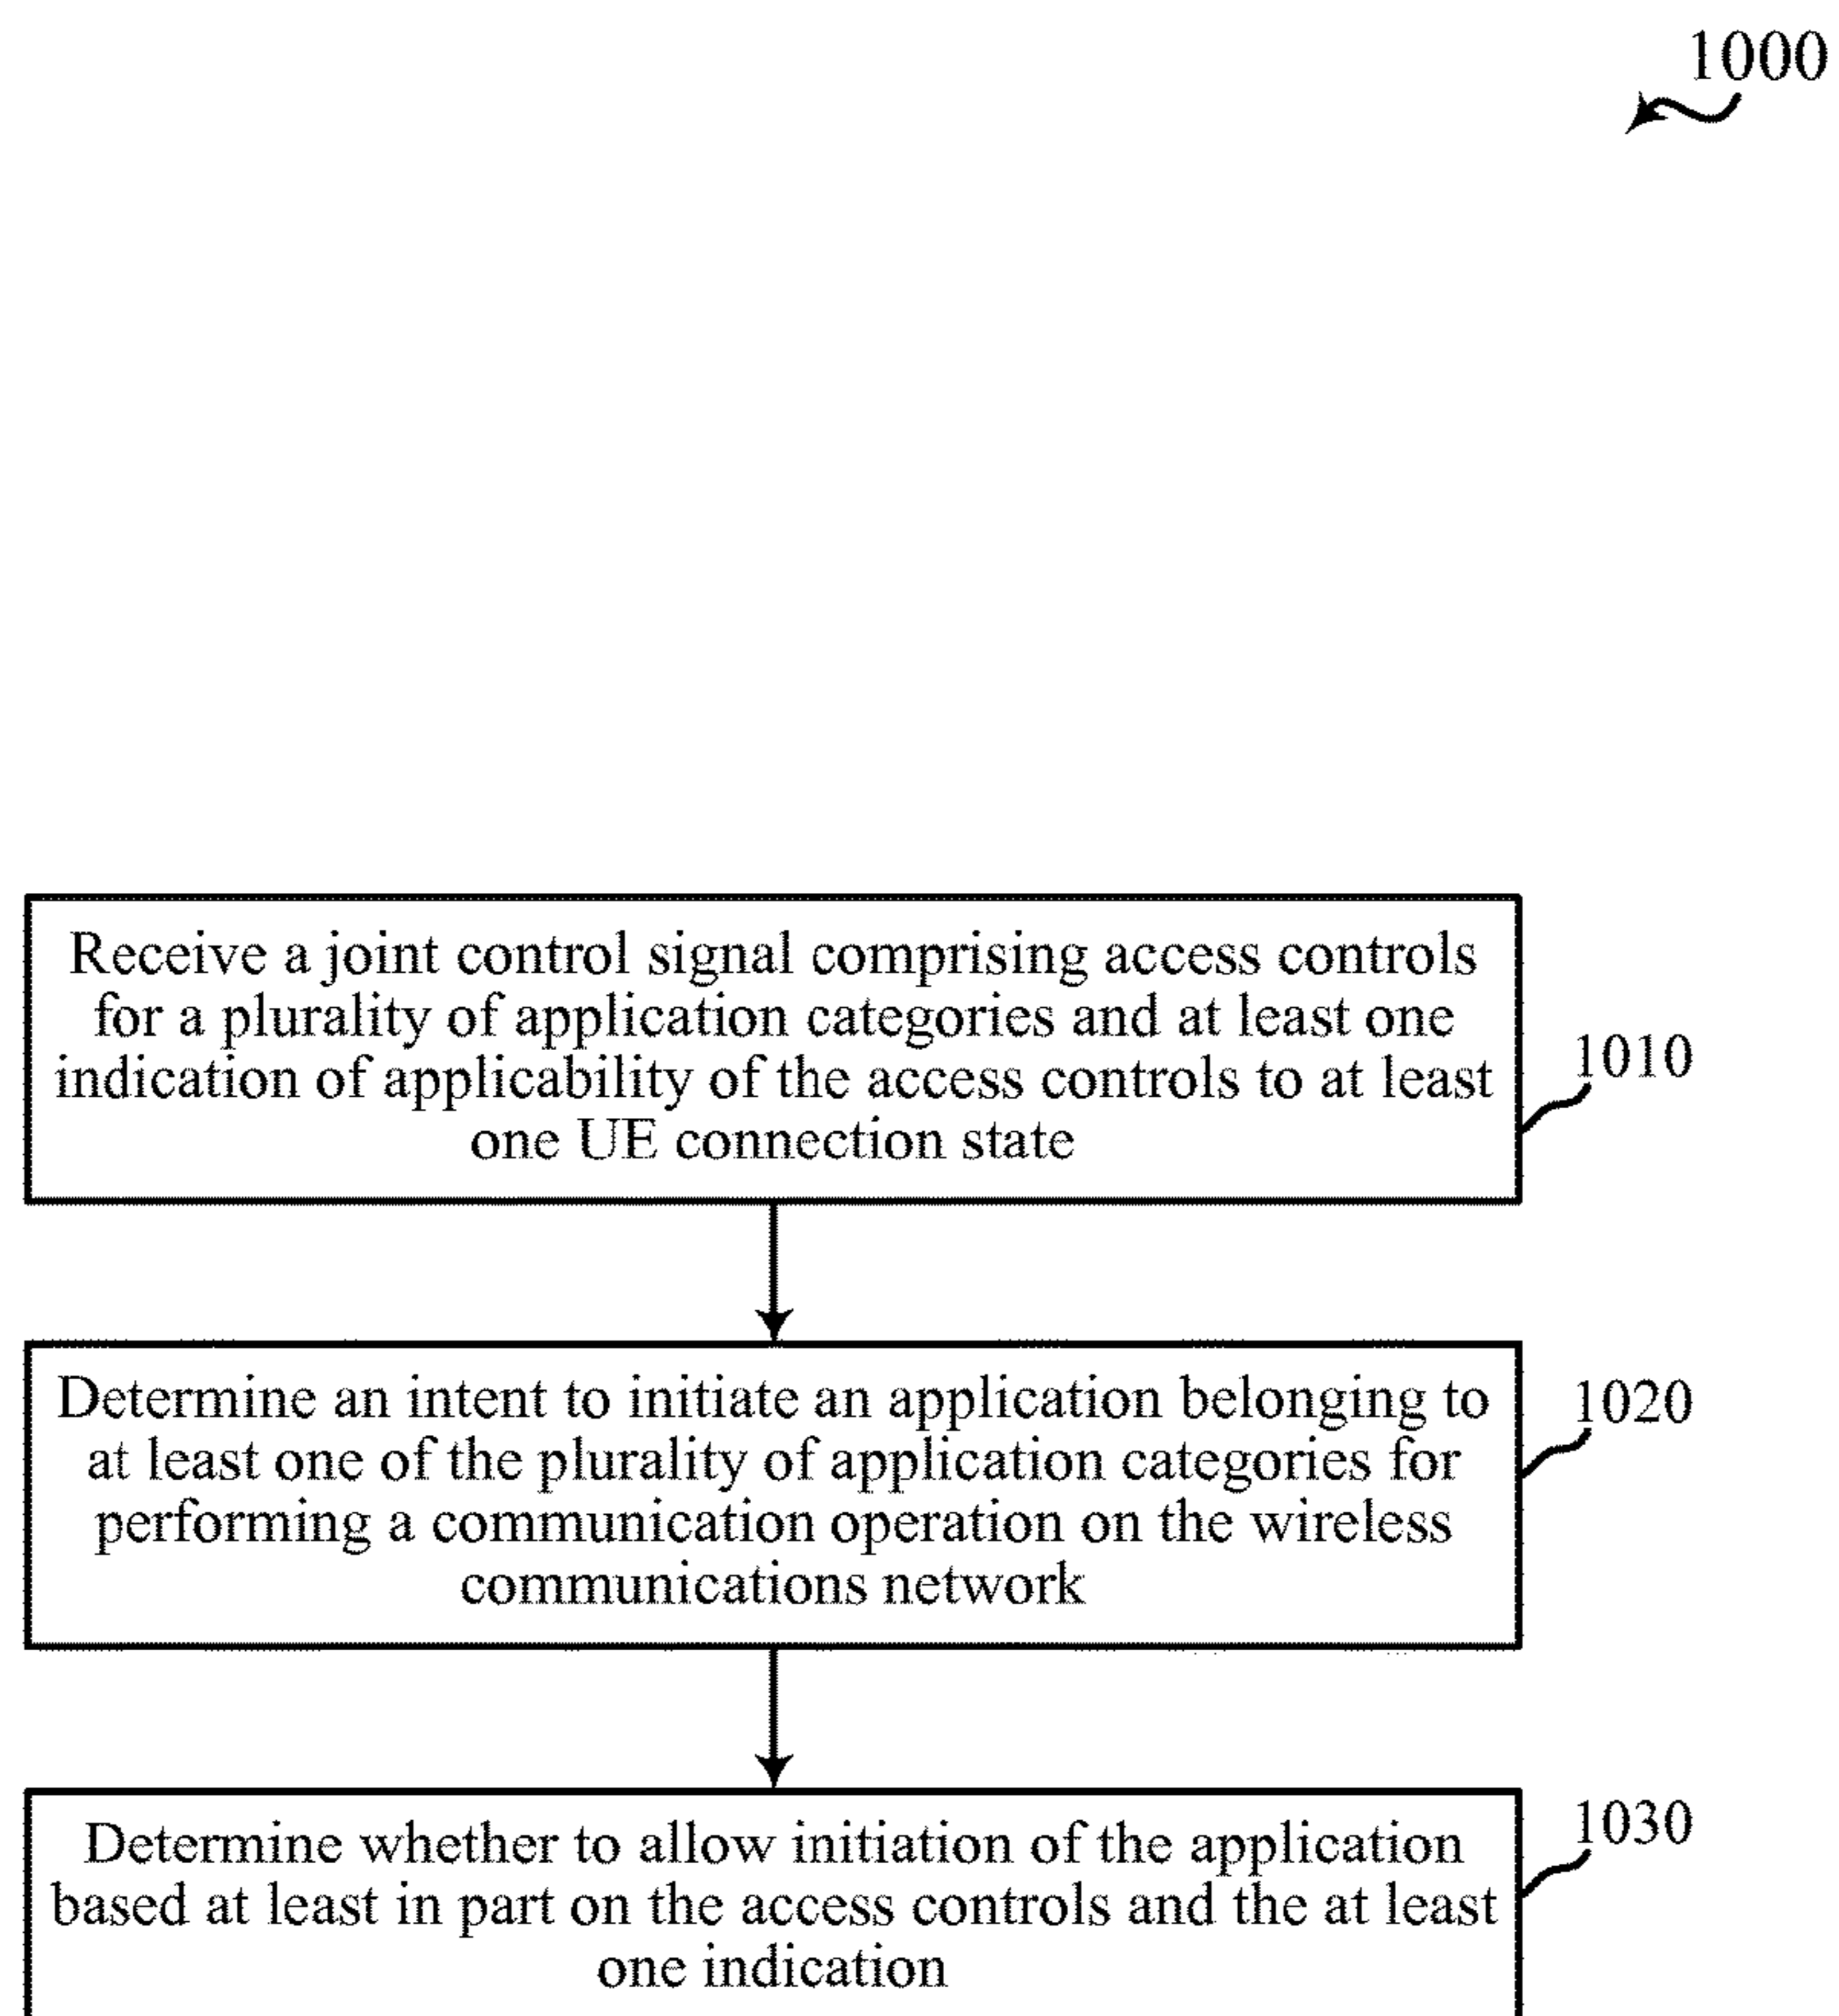 1000
Receive a joint control signal comprising access controls
for a plurality of application categories and at least one
indication of applicability of the access controls to at least
one UE connection state
1010
Determine an intent to initiate an application belonging to
at least one of the plurality of application categories for
performing a communication operation on the wireless
communications network
1020
Determine whether to allow initiation of the application
based at least in part on the access controls and the at least
one indication
1030